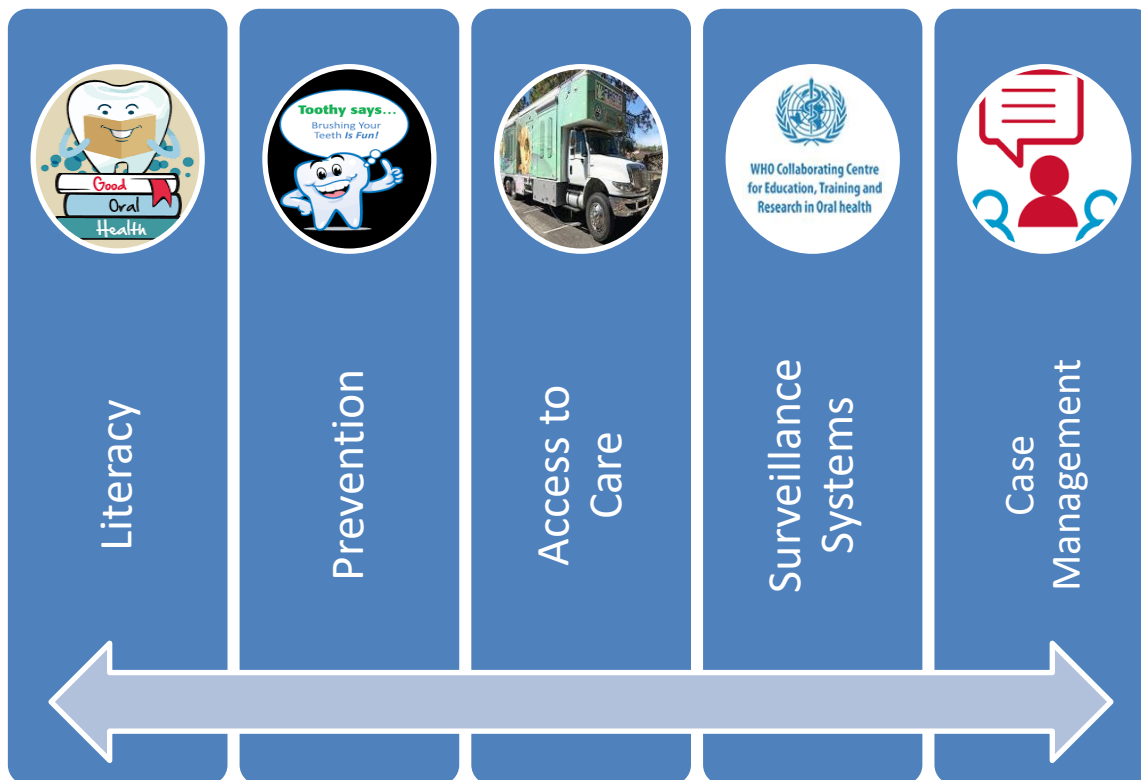 Good
Oral
Health
Toothy says...
Brushing Your
Teeth Is Fun!
WHO Collaborating Centre
for Education, Training and
Research in Oral health
Literacy
Prevention
Access to
Care
Surveillance
Systems
Case
Management